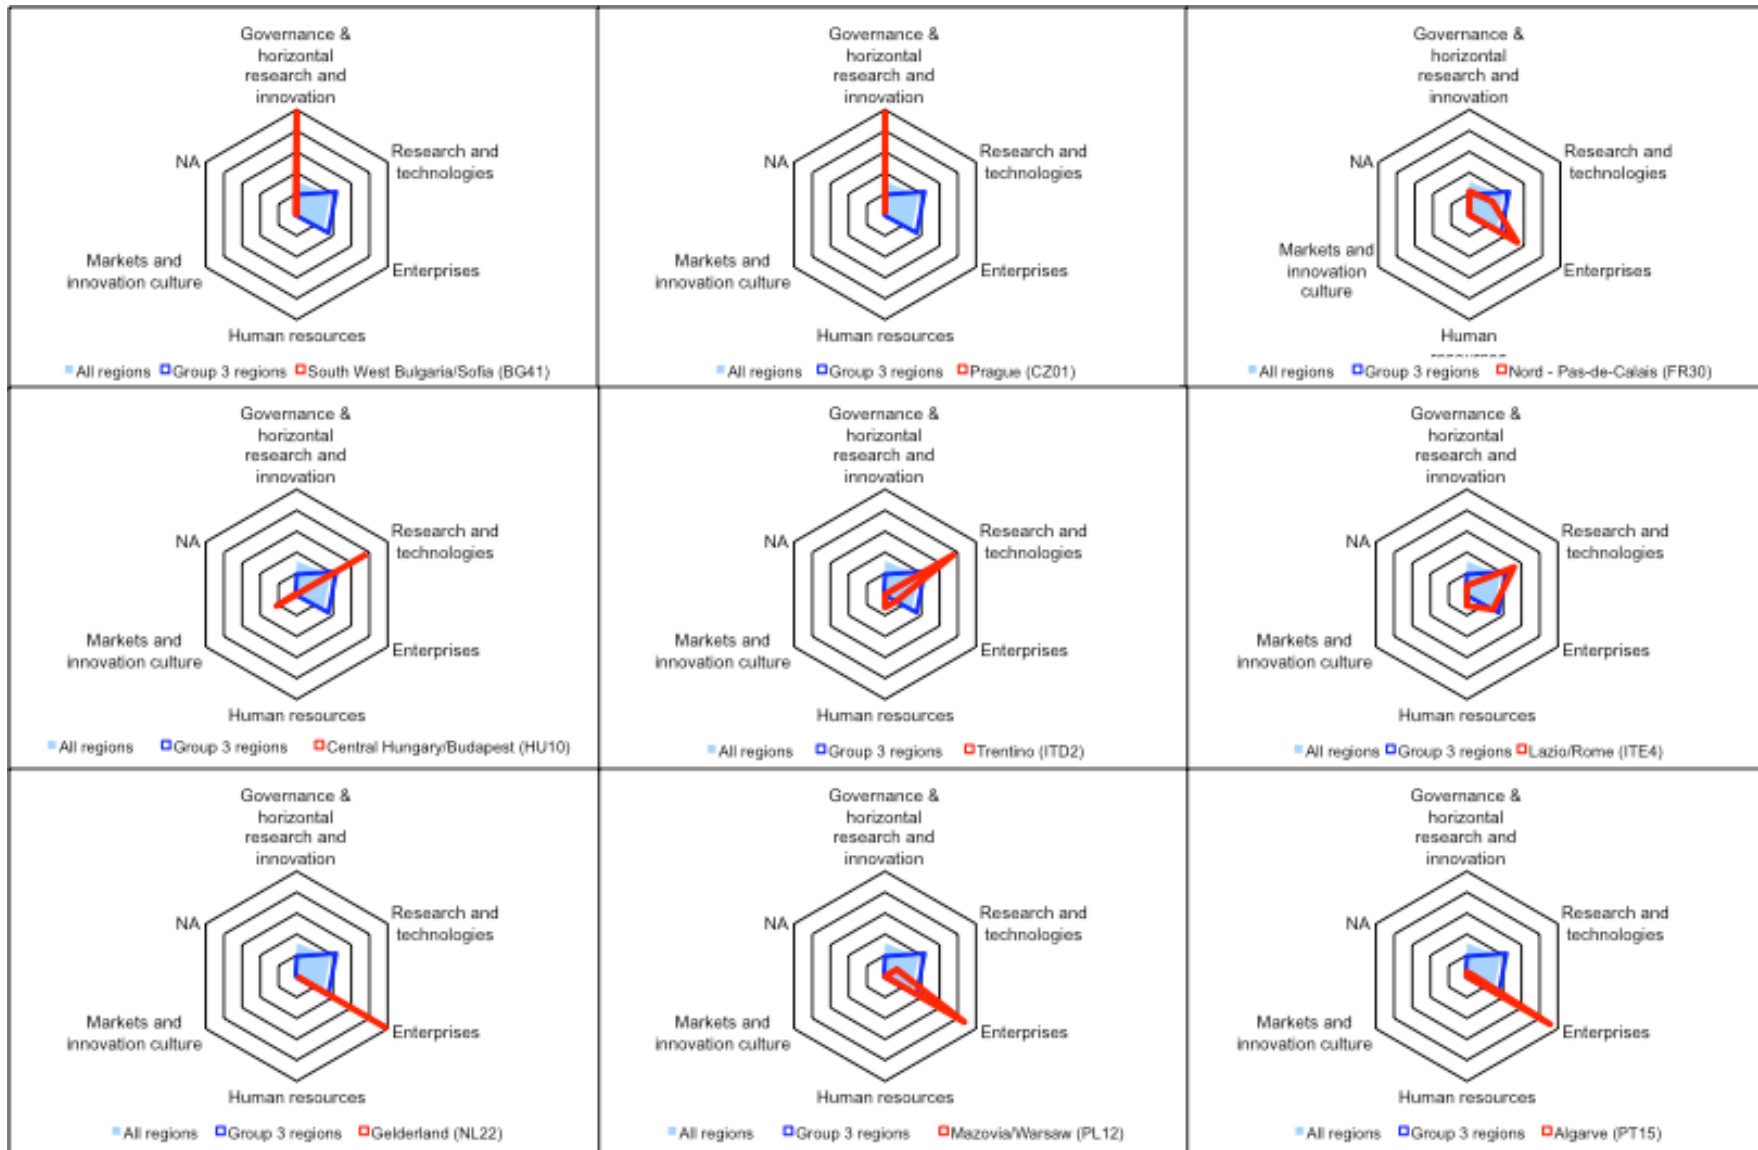 Governance &
horizontal
research and
innovation
NA
Research and
technologies
Markets and
innovation culture
Enterprises
Human resources
All regions Group 3 regions South West Bulgaria/Sofia (BG41)
Governance &
horizontal
research and
innovation
NA
Research and
technologies
Markets and
innovation culture
Enterprises
Human resources
All regions Group 3 regions Prague (CZ01)
Governance &
horizontal
research and
innovation
NA
Research and
technologies
Markets and
innovation
culture
Enterprises
Human
All regions Group 3 regions Nord - Pas-de-Calais (FR30)
Governance &
horizontal
research and
innovation
NA
Research and
technologies
Markets and
innovation culture
Enterprises
Human resources
All regions Group 3 regions Central Hungary/Budapest (HU10)
Governance &
horizontal
research and
innovation
NA
Research and
technologies
Markets and
innovation culture
Enterprises
Human resources
All regions Group 3 regions Trentino (ITD2)
Governance &
horizontal
research and
innovation
NA
Research and
technologies
Markets and
innovation culture
Enterprises
Human resources
All regions Group 3 regions Lazio/Rome (ITE4)
Governance &
horizontal
research and
innovation
NA
Research and
technologies
Markets and
innovation culture
Enterprises
Human resources
All regions Group 3 regions Gelderland (NL22)
Governance &
horizontal
research and
innovation
NA
Research and
technologies
Markets and
innovation culture
Enterprises
Human resources
All regions Group 3 regions Mazovia/Warsaw (PL12)
Governance &
horizontal
research and
innovation
NA
Research and
technologies
Markets and
innovation culture
Enterprises
Human resources
All regions Group 3 regions Algarve (PT15)